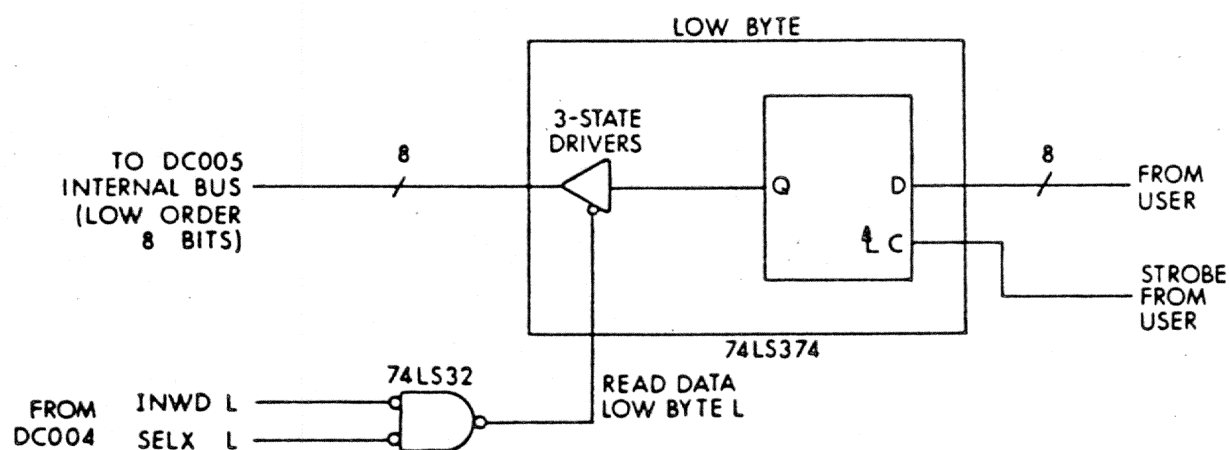 LOW BYTE
3-STATE
DRIVERS
8
TO DC005
INTERNAL BUS
(LOW ORDER
8 BITS)
Q
D
C
8
FROM
USER
STROBE
FROM
USER
74LS374
74LS32
READ DATA
LOW BYTE L
FROM
DC004
INWD L
SELX L